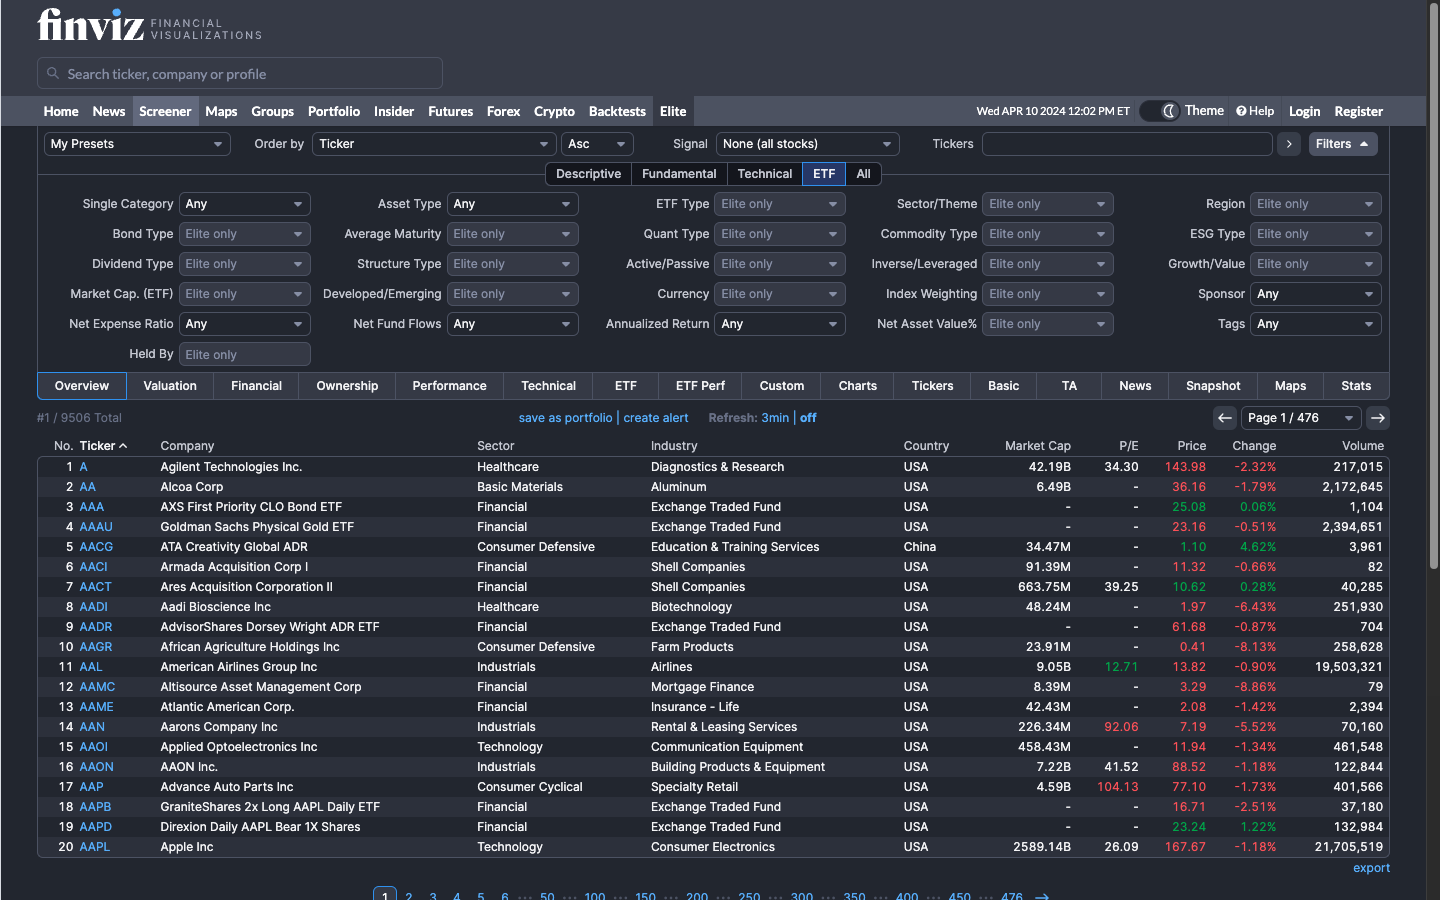 finviz FINANCIAL VISUALIZATIONS
Search ticker, company or profile
Home News Screener Maps Groups Portfolio Insider Futures Forex Crypto Backtests Elite Wed APR 10 2024 12:02 PM ET Theme Help Login Register
My Presets Order by Ticker Asc Signal None (all stocks) Tickers Filters
Descriptive Fundamental Technical ETF All
Single Category Any Asset Type Any ETF Type Elite only Sector/Theme Elite only Region Elite only
Bond Type Elite only Average Maturity Elite only Quant Type Elite only Commodity Type Elite only ESG Type Elite only
Dividend Type Elite only Structure Type Elite only Active/Passive Elite only Inverse/Leveraged Elite only Growth/Value Elite only
Market Cap. (ETF) Elite only Developed/Emerging Elite only Currency Elite only Index Weighting Elite only Sponsor Any
Net Expense Ratio Any Net Fund Flows Any Annualized Return Any Net Asset Value% Elite only Tags Any
Held By Elite only
Overview Valuation Financial Ownership Performance Technical ETF ETF Perf Custom Charts Tickers Basic TA News Snapshot Maps Stats
#1 / 9506 Total save as portfolio | create alert Refresh: 3min | off Page 1 / 476
No. Ticker Company Sector Industry Country Market Cap P/E Price Change Volume
1 A Agilent Technologies Inc. Healthcare Diagnostics & Research USA 42.19B 34.30 143.98 -2.32% 217,015
2 AA Alcoa Corp Basic Materials Aluminum USA 6.49B - 36.16 -1.79% 2,172,645
3 AAA AXS First Priority CLO Bond ETF Financial Exchange Traded Fund USA - - 25.08 0.06% 1,104
4 AAAU Goldman Sachs Physical Gold ETF Financial Exchange Traded Fund USA - - 23.16 -0.51% 2,394,651
5 AACG ATA Creativity Global ADR Consumer Defensive Education & Training Services China 34.47M - 1.10 4.62% 3,961
6 AACI Armada Acquisition Corp I Financial Shell Companies USA 91.39M - 11.32 -0.66% 82
7 AACT Ares Acquisition Corporation II Financial Shell Companies USA 663.75M 39.25 10.62 0.28% 40,285
8 AADI Aadi Bioscience Inc Healthcare Biotechnology USA 48.24M - 1.97 -6.43% 251,930
9 AADR AdvisorShares Dorsey Wright ADR ETF Financial Exchange Traded Fund USA - - 61.68 -0.87% 704
10 AAGR African Agriculture Holdings Inc Consumer Defensive Farm Products USA 23.91M - 0.41 -8.13% 258,628
11 AAL American Airlines Group Inc Industrials Airlines USA 9.05B 12.71 13.82 -0.90% 19,503,321
12 AAMC Altisource Asset Management Corp Financial Mortgage Finance USA 8.39M - 3.29 -8.86% 79
13 AAME Atlantic American Corp. Financial Insurance - Life USA 42.43M - 2.08 -1.42% 2,394
14 AAN Aarons Company Inc Industrials Rental & Leasing Services USA 226.34M 92.06 7.19 -5.52% 70,160
15 AAOI Applied Optoelectronics Inc Technology Communication Equipment USA 458.43M - 11.94 -1.34% 461,548
16 AAON AAON Inc. Industrials Building Products & Equipment USA 7.22B 41.52 88.52 -1.18% 122,844
17 AAP Advance Auto Parts Inc Consumer Cyclical Specialty Retail USA 4.59B 104.13 77.10 -1.73% 401,566
18 AAPB GraniteShares 2x Long AAPL Daily ETF Financial Exchange Traded Fund USA - - 16.71 -2.51% 37,180
19 AAPD Direxion Daily AAPL Bear 1X Shares Financial Exchange Traded Fund USA - - 23.24 1.22% 132,984
20 AAPL Apple Inc Technology Consumer Electronics USA 2589.14B 26.09 167.67 -1.18% 21,705,519
export
1 2 3 4 5 6 ... 50 ... 100 ... 150 ... 200 ... 250 ... 300 ... 350 ... 400 ... 450 ... 476